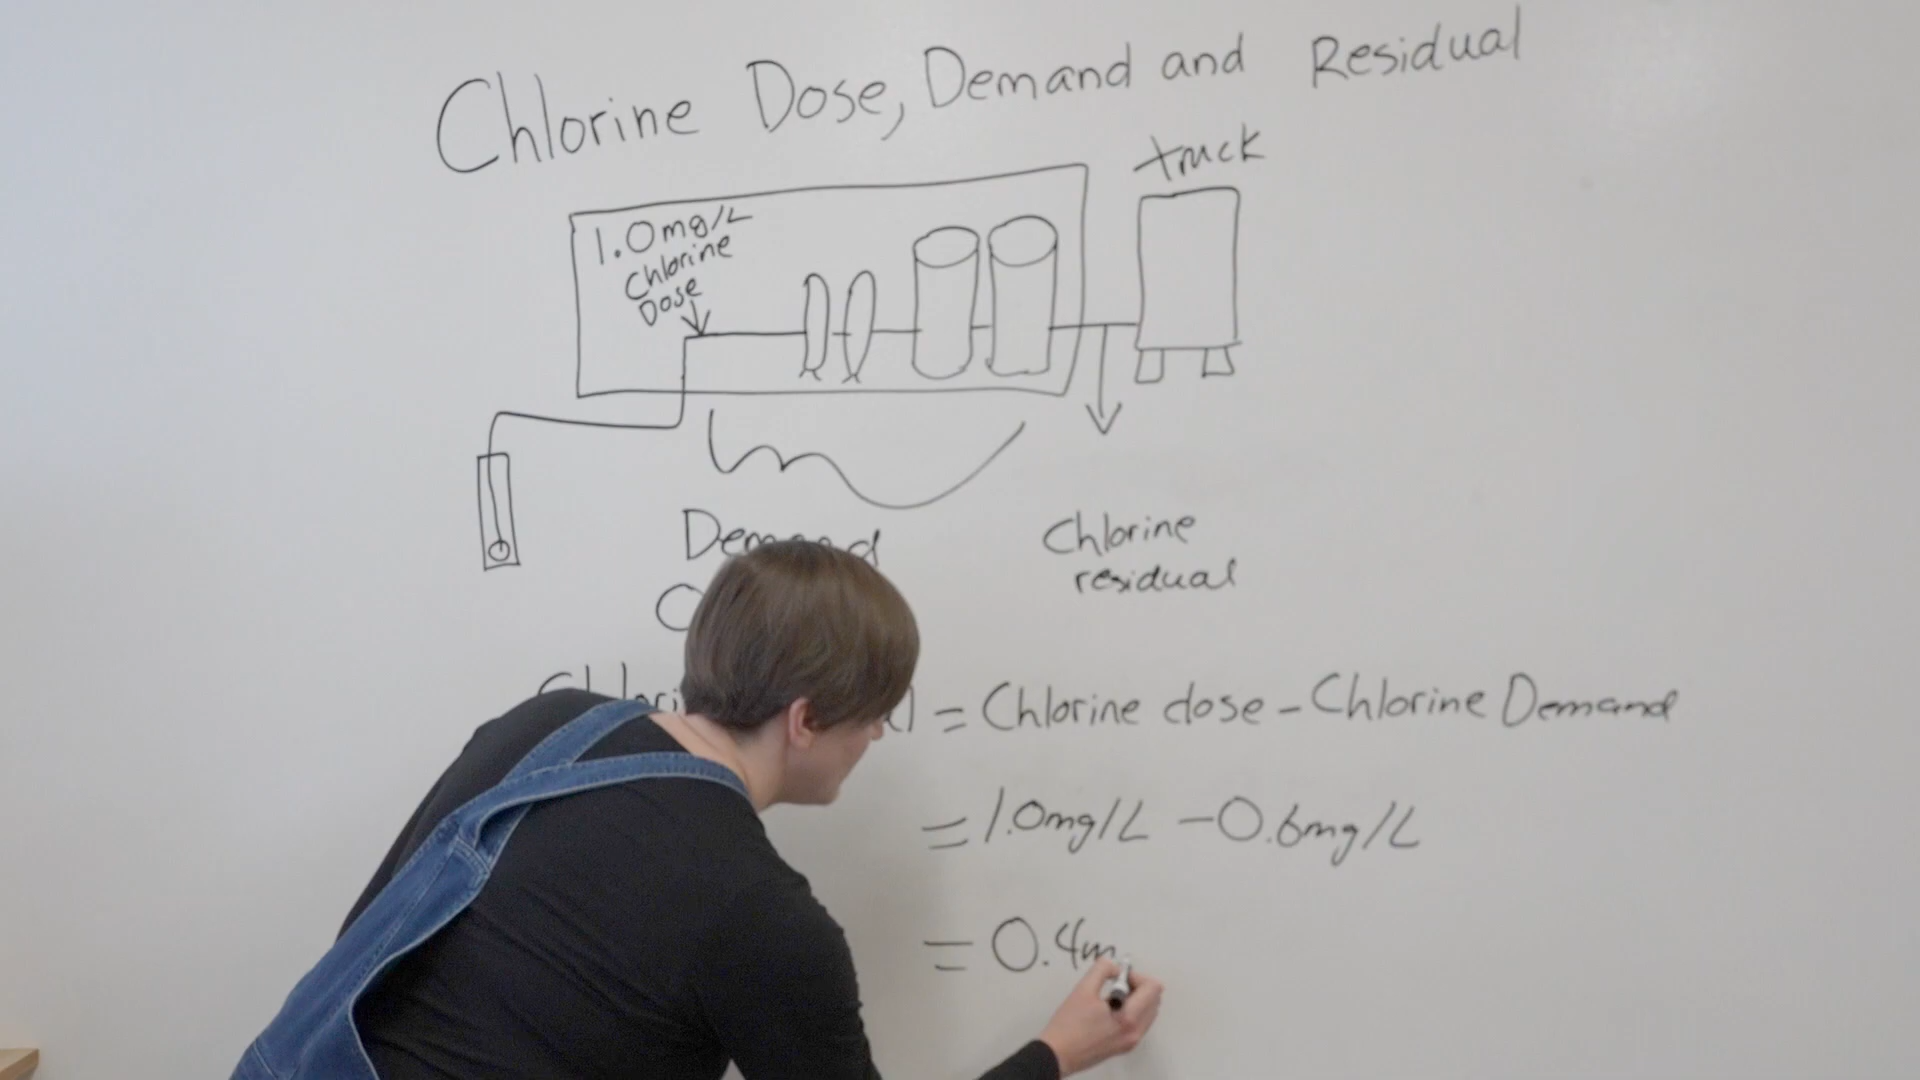 Chlorine Dose, Demand and Residual
truck
1.0mg/L
Chlorine
Dose
Chlorine
residual
= Chlorine dose - Chlorine Demand
= 1.0mg/L - 0.6mg/L
= 0.4m